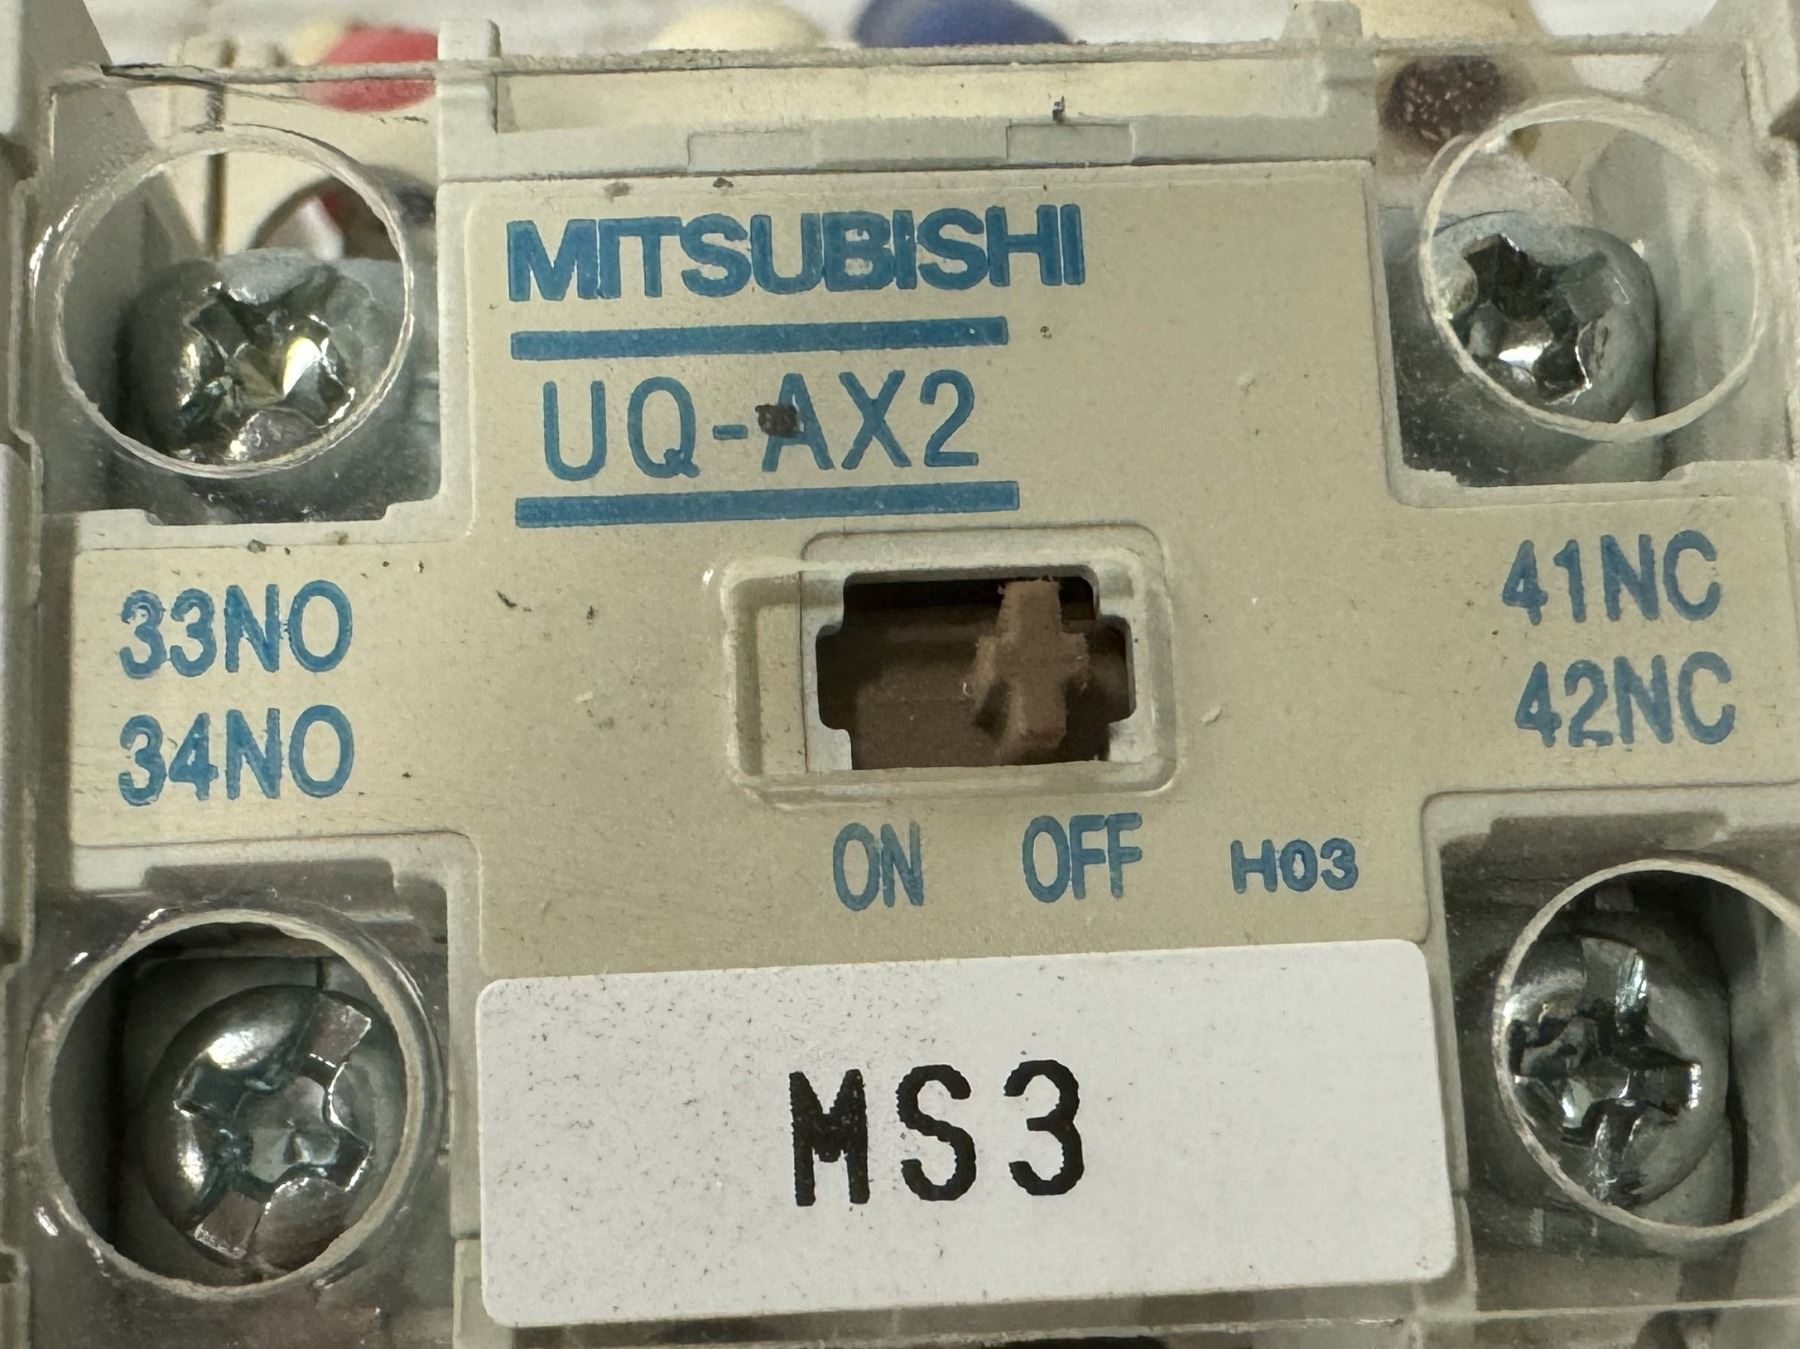 MITSUBISHI
UQ-AX2
33NO
34NO
41NC
42NC
ON OFF H03
MS3